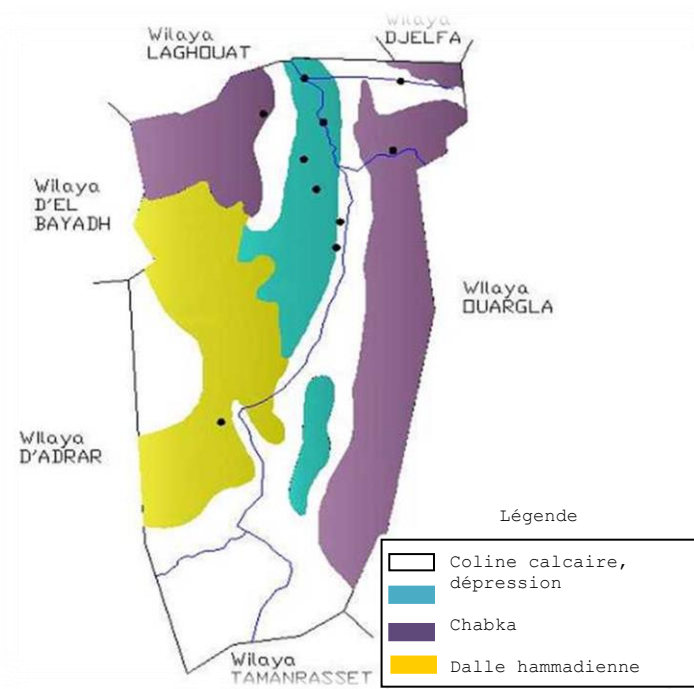 Wilaya
DJELFA
Wilaya
LAGHOUAT
Wilaya
D'EL
BAYADH
Wilaya
OUARGLA
Wilaya
D'ADRAR
Wilaya
TAMANRASSET
Légende
Coline calcaire,
dépression
Chabka
Dalle hammadienne